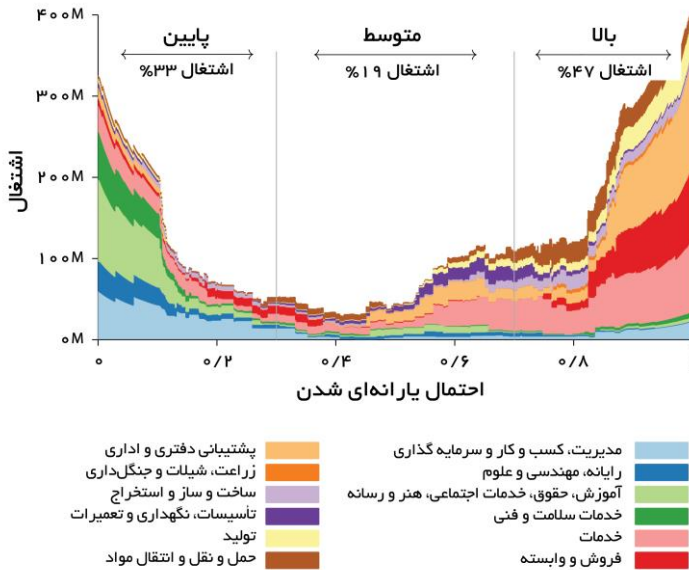 ۴۰۰M
۳۰۰M
۲۰۰M
۱۰۰M
۰M
اشتغال
پایین
اشتغال ۳۳%
متوسط
اشتغال ۱۹%
بالا
اشتغال ۴۷%
۰
۰/۲
۰/۴
۰/۶
۰/۸
احتمال یارانه‌ای شدن
مدیریت، کسب و کار و سرمایه گذاری
رایانه، مهندسی و علوم
آموزش، حقوق، خدمات اجتماعی، هنر و رسانه
خدمات سلامت و فنی
خدمات
فروش و وابسته
پشتیبانی دفتری و اداری
زراعت، شیلات و جنگل‌داری
ساخت و ساز و استخراج
تأسیسات، نگهداری و تعمیرات
تولید
حمل و نقل و انتقال مواد